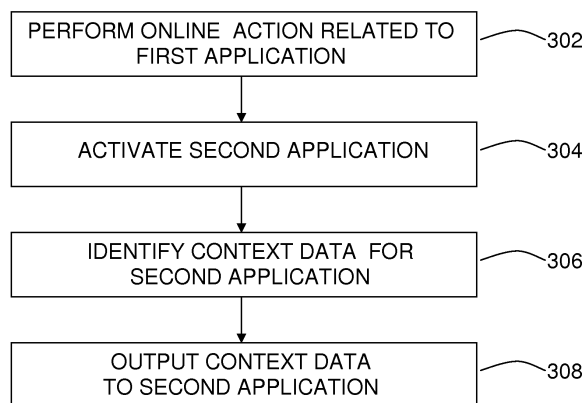 PERFORM ONLINE ACTION RELATED TO
FIRST APPLICATION
302
ACTIVATE SECOND APPLICATION
304
IDENTIFY CONTEXT DATA FOR
SECOND APPLICATION
306
OUTPUT CONTEXT DATA
TO SECOND APPLICATION
308